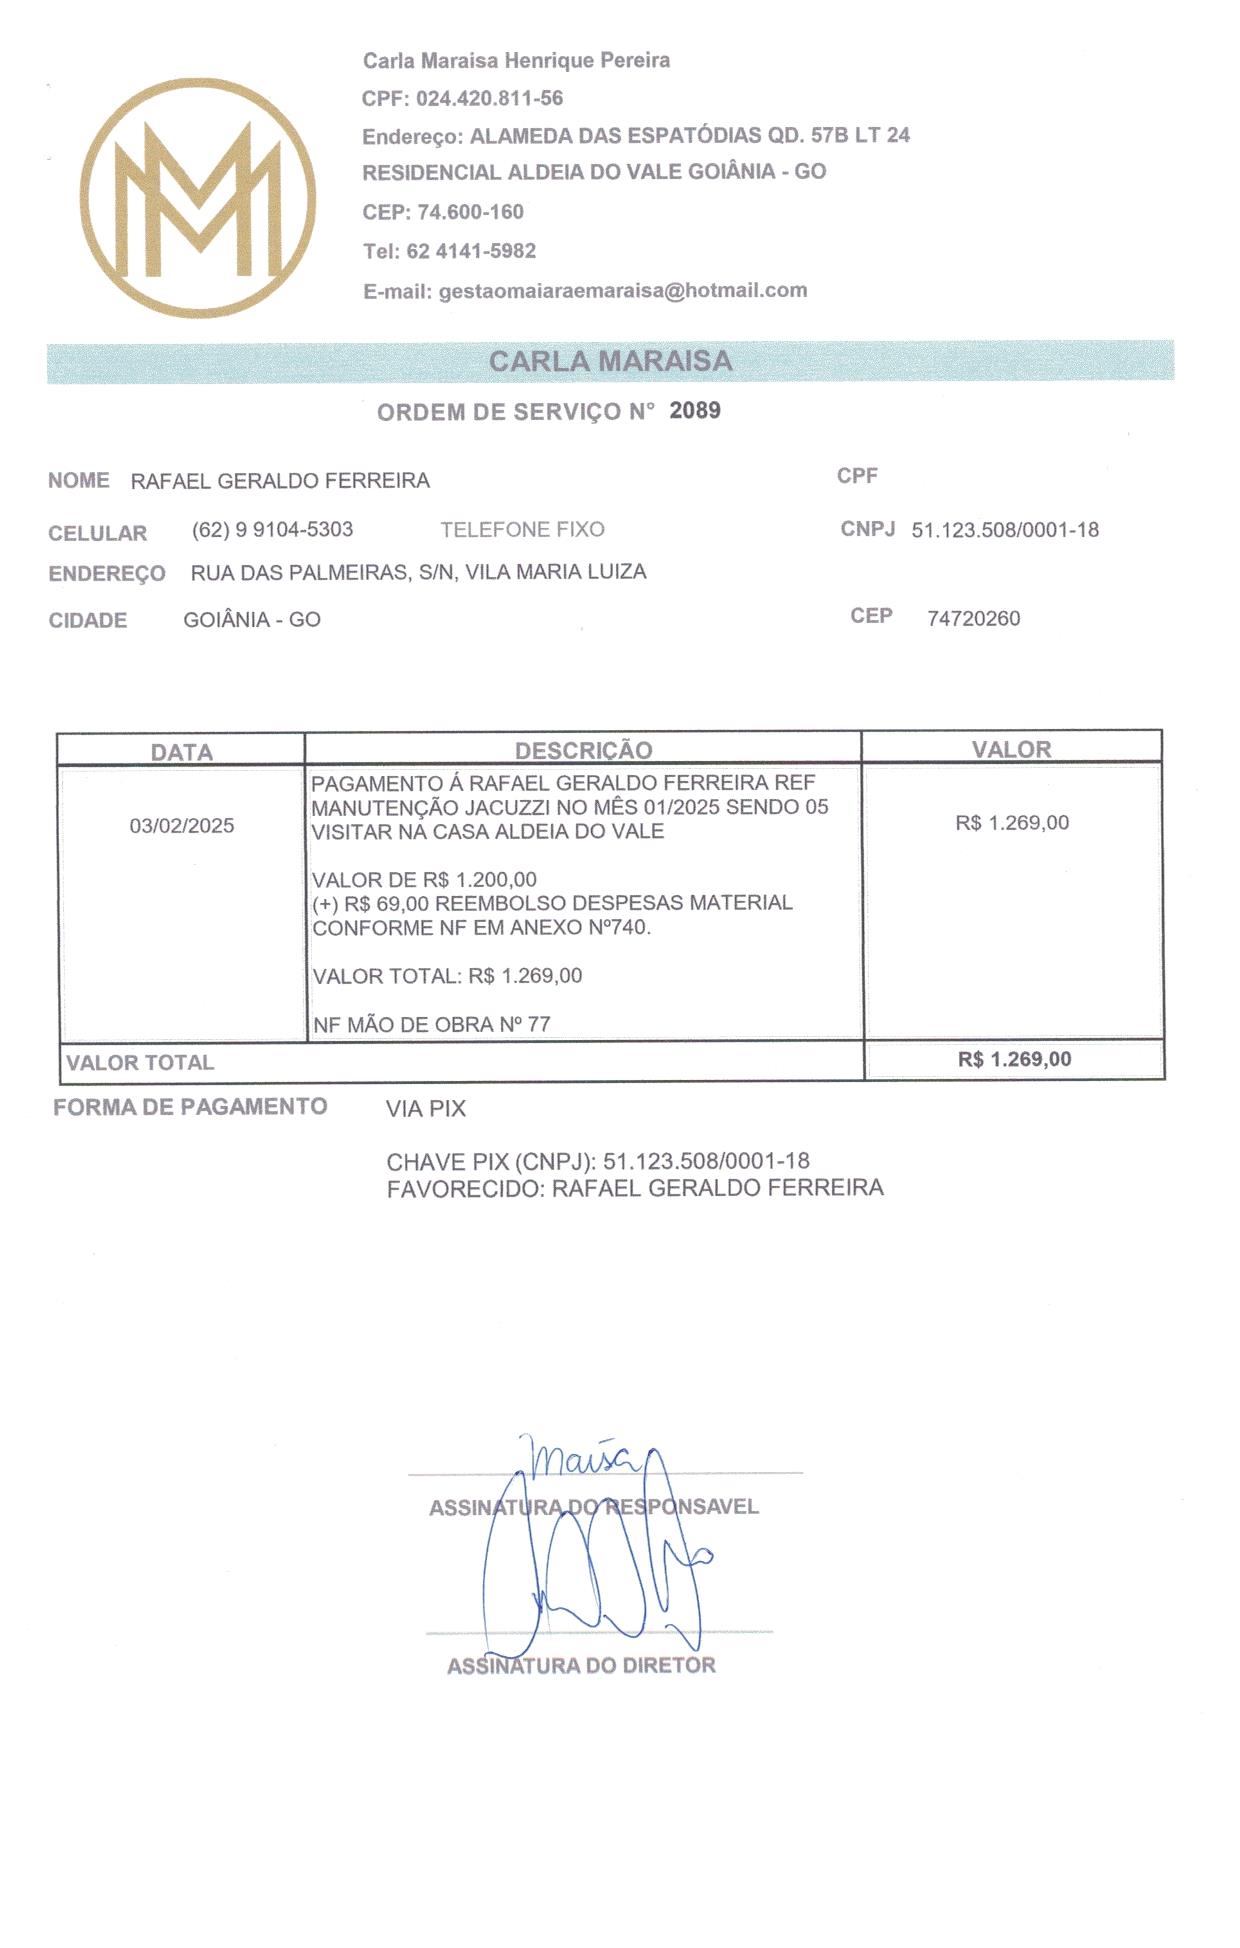 Carla Maraisa Henrique Pereira
CPF: 024.420.811-56
Endereço: ALAMEDA DAS ESPATÓDIAS QD. 57B LT 24
RESIDENCIAL ALDEIA DO VALE GOIÂNIA - GO
CEP: 74.600-160
Tel: 62 4141-5982
E-mail: gestaomaiaraemaraisa@hotmail.com
MM
CARLA MARAISA
ORDEM DE SERVIÇO N° 2089
NOME RAFAEL GERALDO FERREIRA CPF
CELULAR (62) 9 9104-5303 TELEFONE FIXO CNPJ 51.123.508/0001-18
ENDEREÇO RUA DAS PALMEIRAS, S/N, VILA MARIA LUIZA
CIDADE GOIÂNIA - GO CEP 74720260
DATA DESCRIÇÃO VALOR
PAGAMENTO Á RAFAEL GERALDO FERREIRA REF
MANUTENÇÃO JACUZZI NO MÊS 01/2025 SENDO 05
03/02/2025 VISITAR NA CASA ALDEIA DO VALE R$ 1.269,00
VALOR DE R$ 1.200,00
(+) R$ 69,00 REEMBOLSO DESPESAS MATERIAL
CONFORME NF EM ANEXO Nº740.
VALOR TOTAL: R$ 1.269,00
NF MÃO DE OBRA Nº 77
VALOR TOTAL R$ 1.269,00
FORMA DE PAGAMENTO VIA PIX
CHAVE PIX (CNPJ): 51.123.508/0001-18
FAVORECIDO: RAFAEL GERALDO FERREIRA
Maísa
ASSINATURA DO RESPONSAVEL
ASSINATURA DO DIRETOR